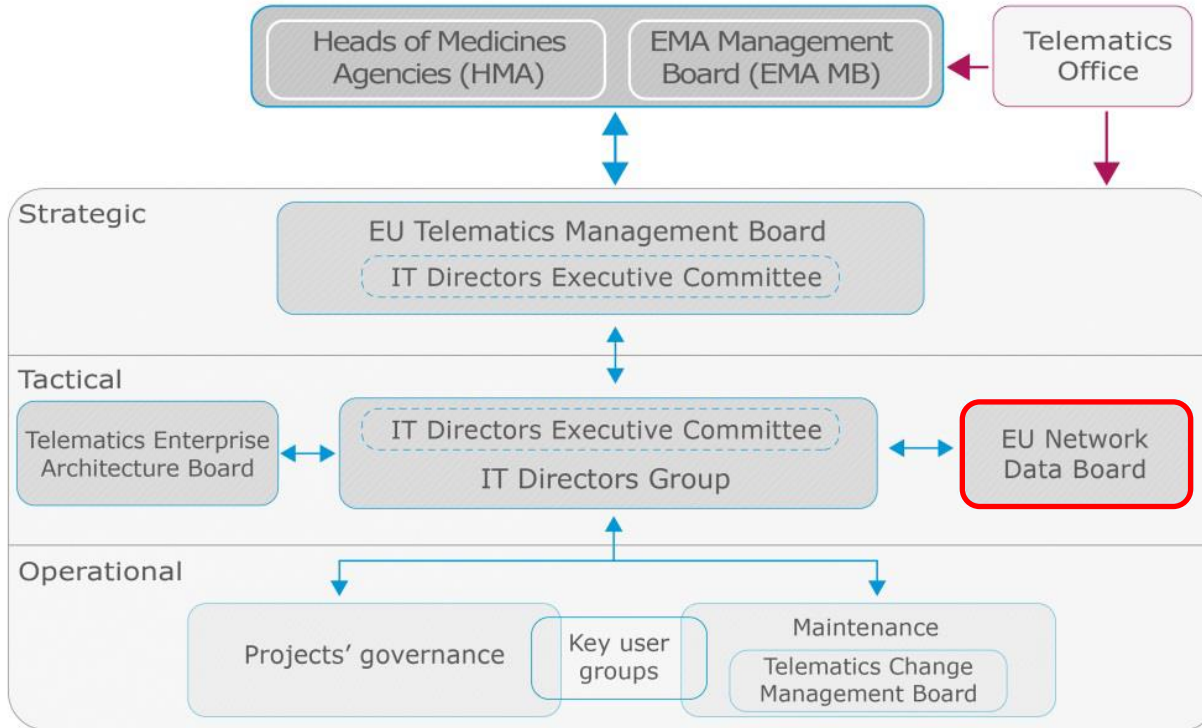 Heads of Medicines
Agencies (HMA)
EMA Management
Board (EMA MB)
Telematics
Office
Strategic
EU Telematics Management Board
IT Directors Executive Committee
Tactical
Telematics Enterprise
Architecture Board
IT Directors Executive Committee
IT Directors Group
EU Network
Data Board
Operational
Projects’ governance
Key user
groups
Maintenance
Telematics Change
Management Board